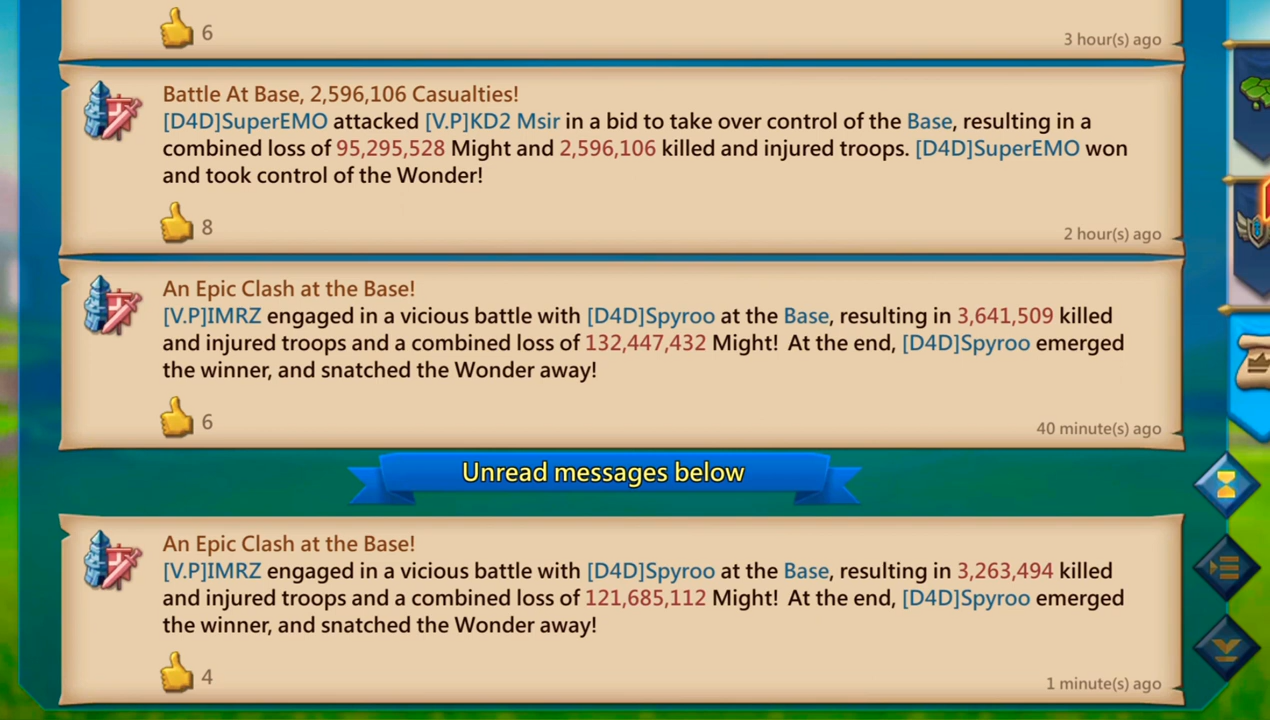 6
3 hour(s) ago
Battle At Base, 2,596,106 Casualties!
[D4D]SuperEMO attacked [V.P]KD2 Msir in a bid to take over control of the Base, resulting in a
combined loss of 95,295,528 Might and 2,596,106 killed and injured troops. [D4D]SuperEMO won
and took control of the Wonder!
8
2 hour(s) ago
An Epic Clash at the Base!
[V.P]IMRZ engaged in a vicious battle with [D4D]Spyroo at the Base, resulting in 3,641,509 killed
and injured troops and a combined loss of 132,447,432 Might! At the end, [D4D]Spyroo emerged
the winner, and snatched the Wonder away!
6
40 minute(s) ago
Unread messages below
An Epic Clash at the Base!
[V.P]IMRZ engaged in a vicious battle with [D4D]Spyroo at the Base, resulting in 3,263,494 killed
and injured troops and a combined loss of 121,685,112 Might! At the end, [D4D]Spyroo emerged
the winner, and snatched the Wonder away!
4
1 minute(s) ago